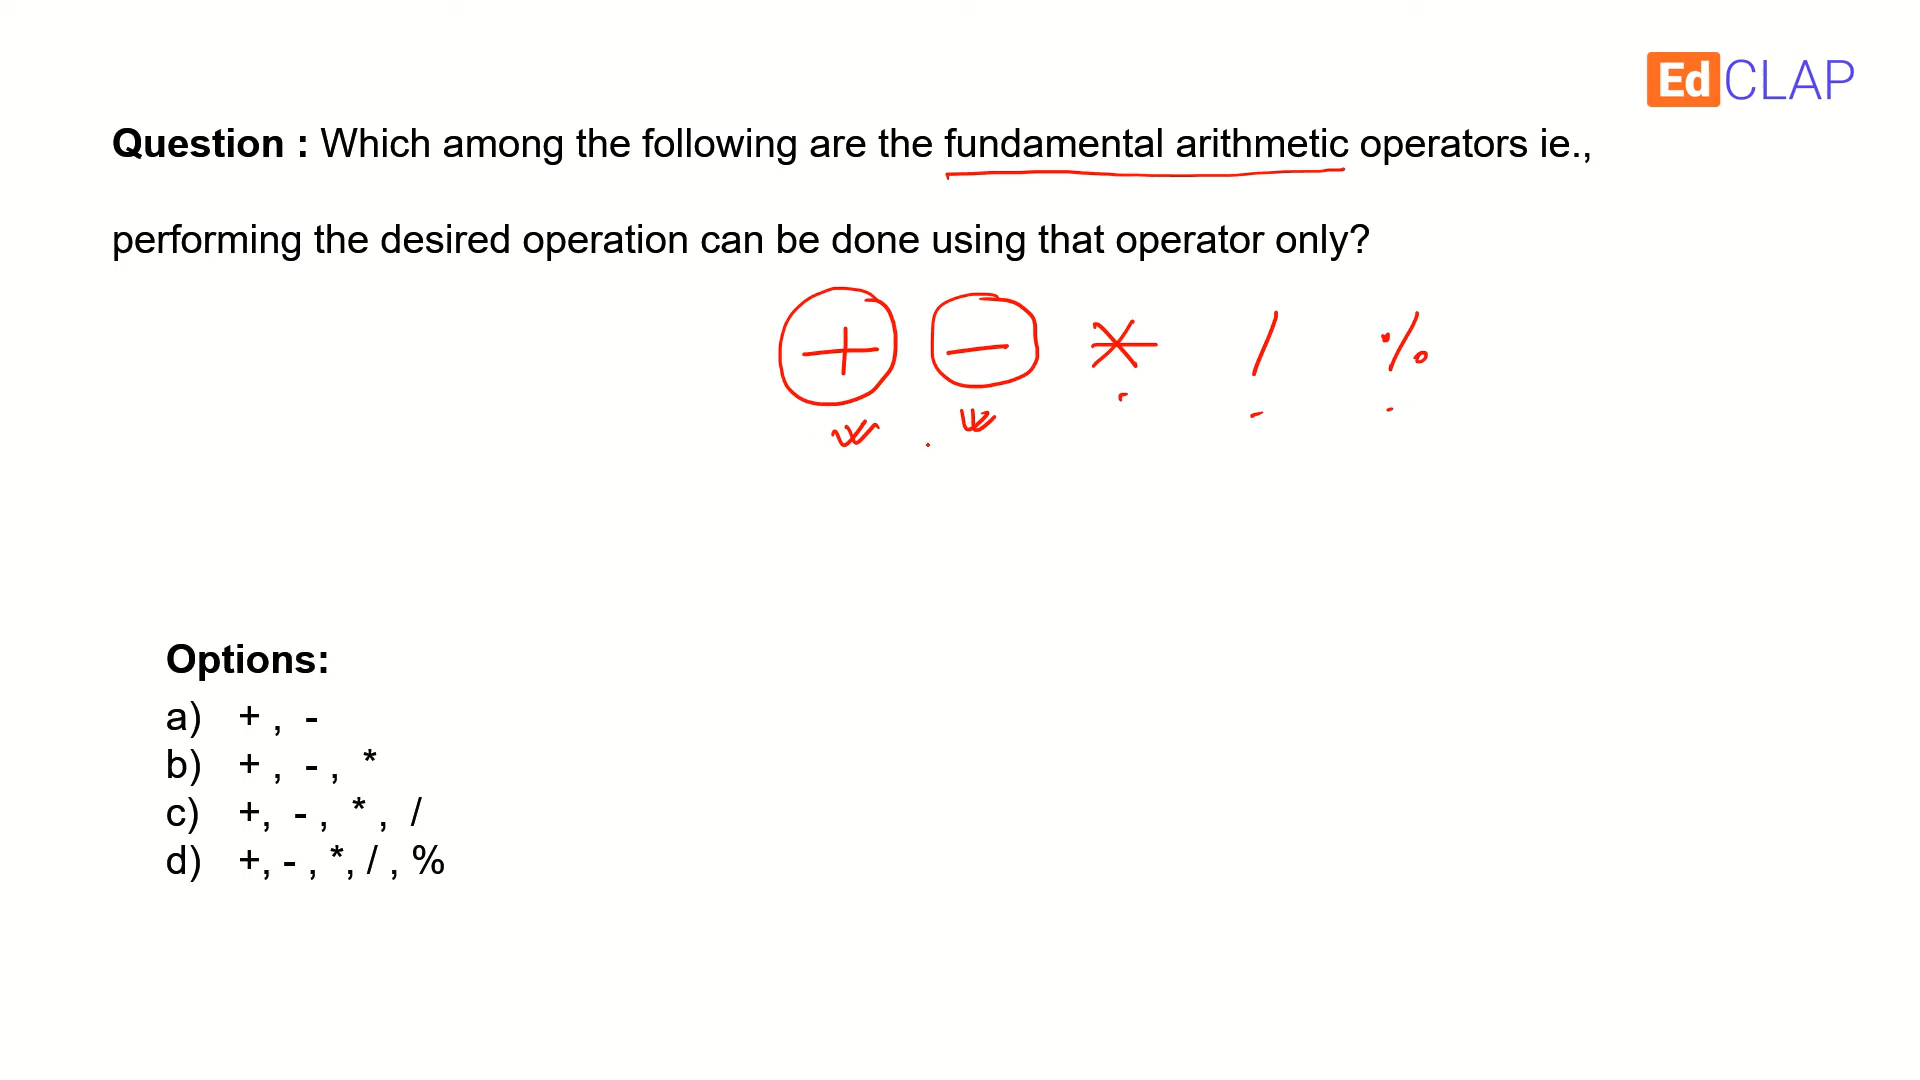 EdCLAP
Question : Which among the following are the fundamental arithmetic operators ie.,
performing the desired operation can be done using that operator only?
+ - * / %
Options:
a) + , -
b) + , - , *
c) +, - , * , /
d) +, - , *, / , %